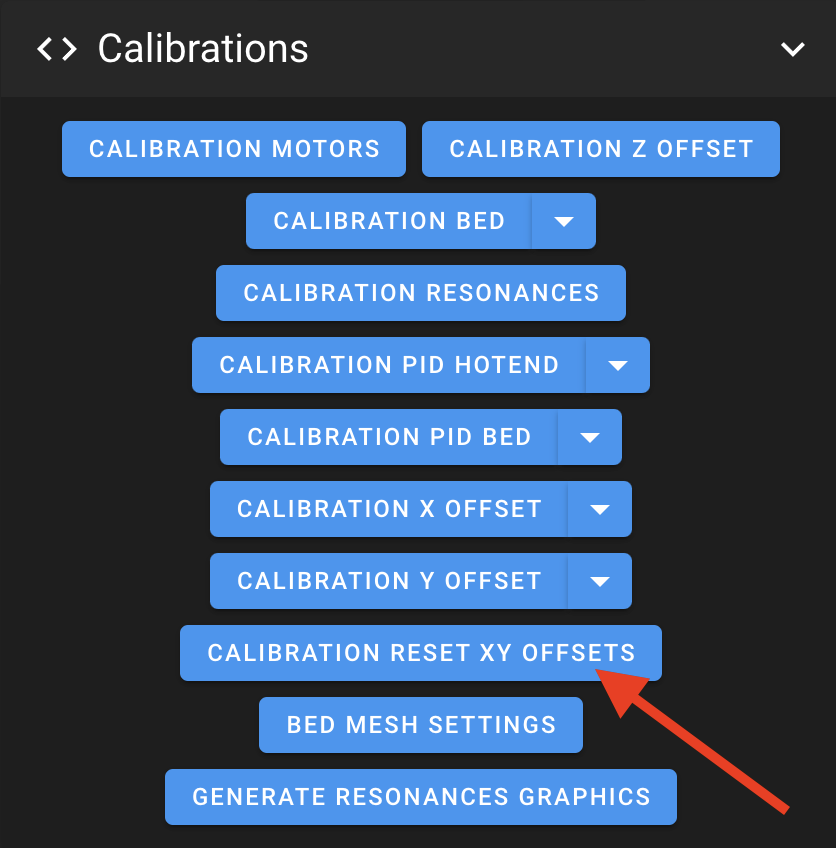 Calibrations
CALIBRATION MOTORS
CALIBRATION Z OFFSET
CALIBRATION BED
CALIBRATION RESONANCES
CALIBRATION PID HOTEND
CALIBRATION PID BED
CALIBRATION X OFFSET
CALIBRATION Y OFFSET
CALIBRATION RESET XY OFFSETS
BED MESH SETTINGS
GENERATE RESONANCES GRAPHICS